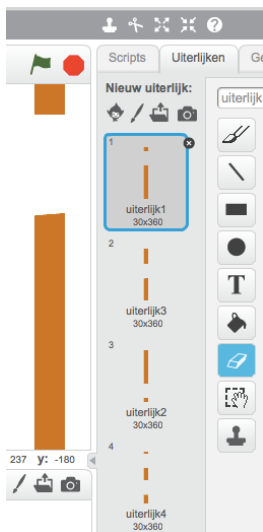 Scripts
Uiterlijken
Ge
Nieuw uiterlijk:
uiterlijk
1
uiterlijk1
30x360
2
uiterlijk3
30x360
3
uiterlijk2
30x360
4
uiterlijk4
30x360
237 y: -180
T